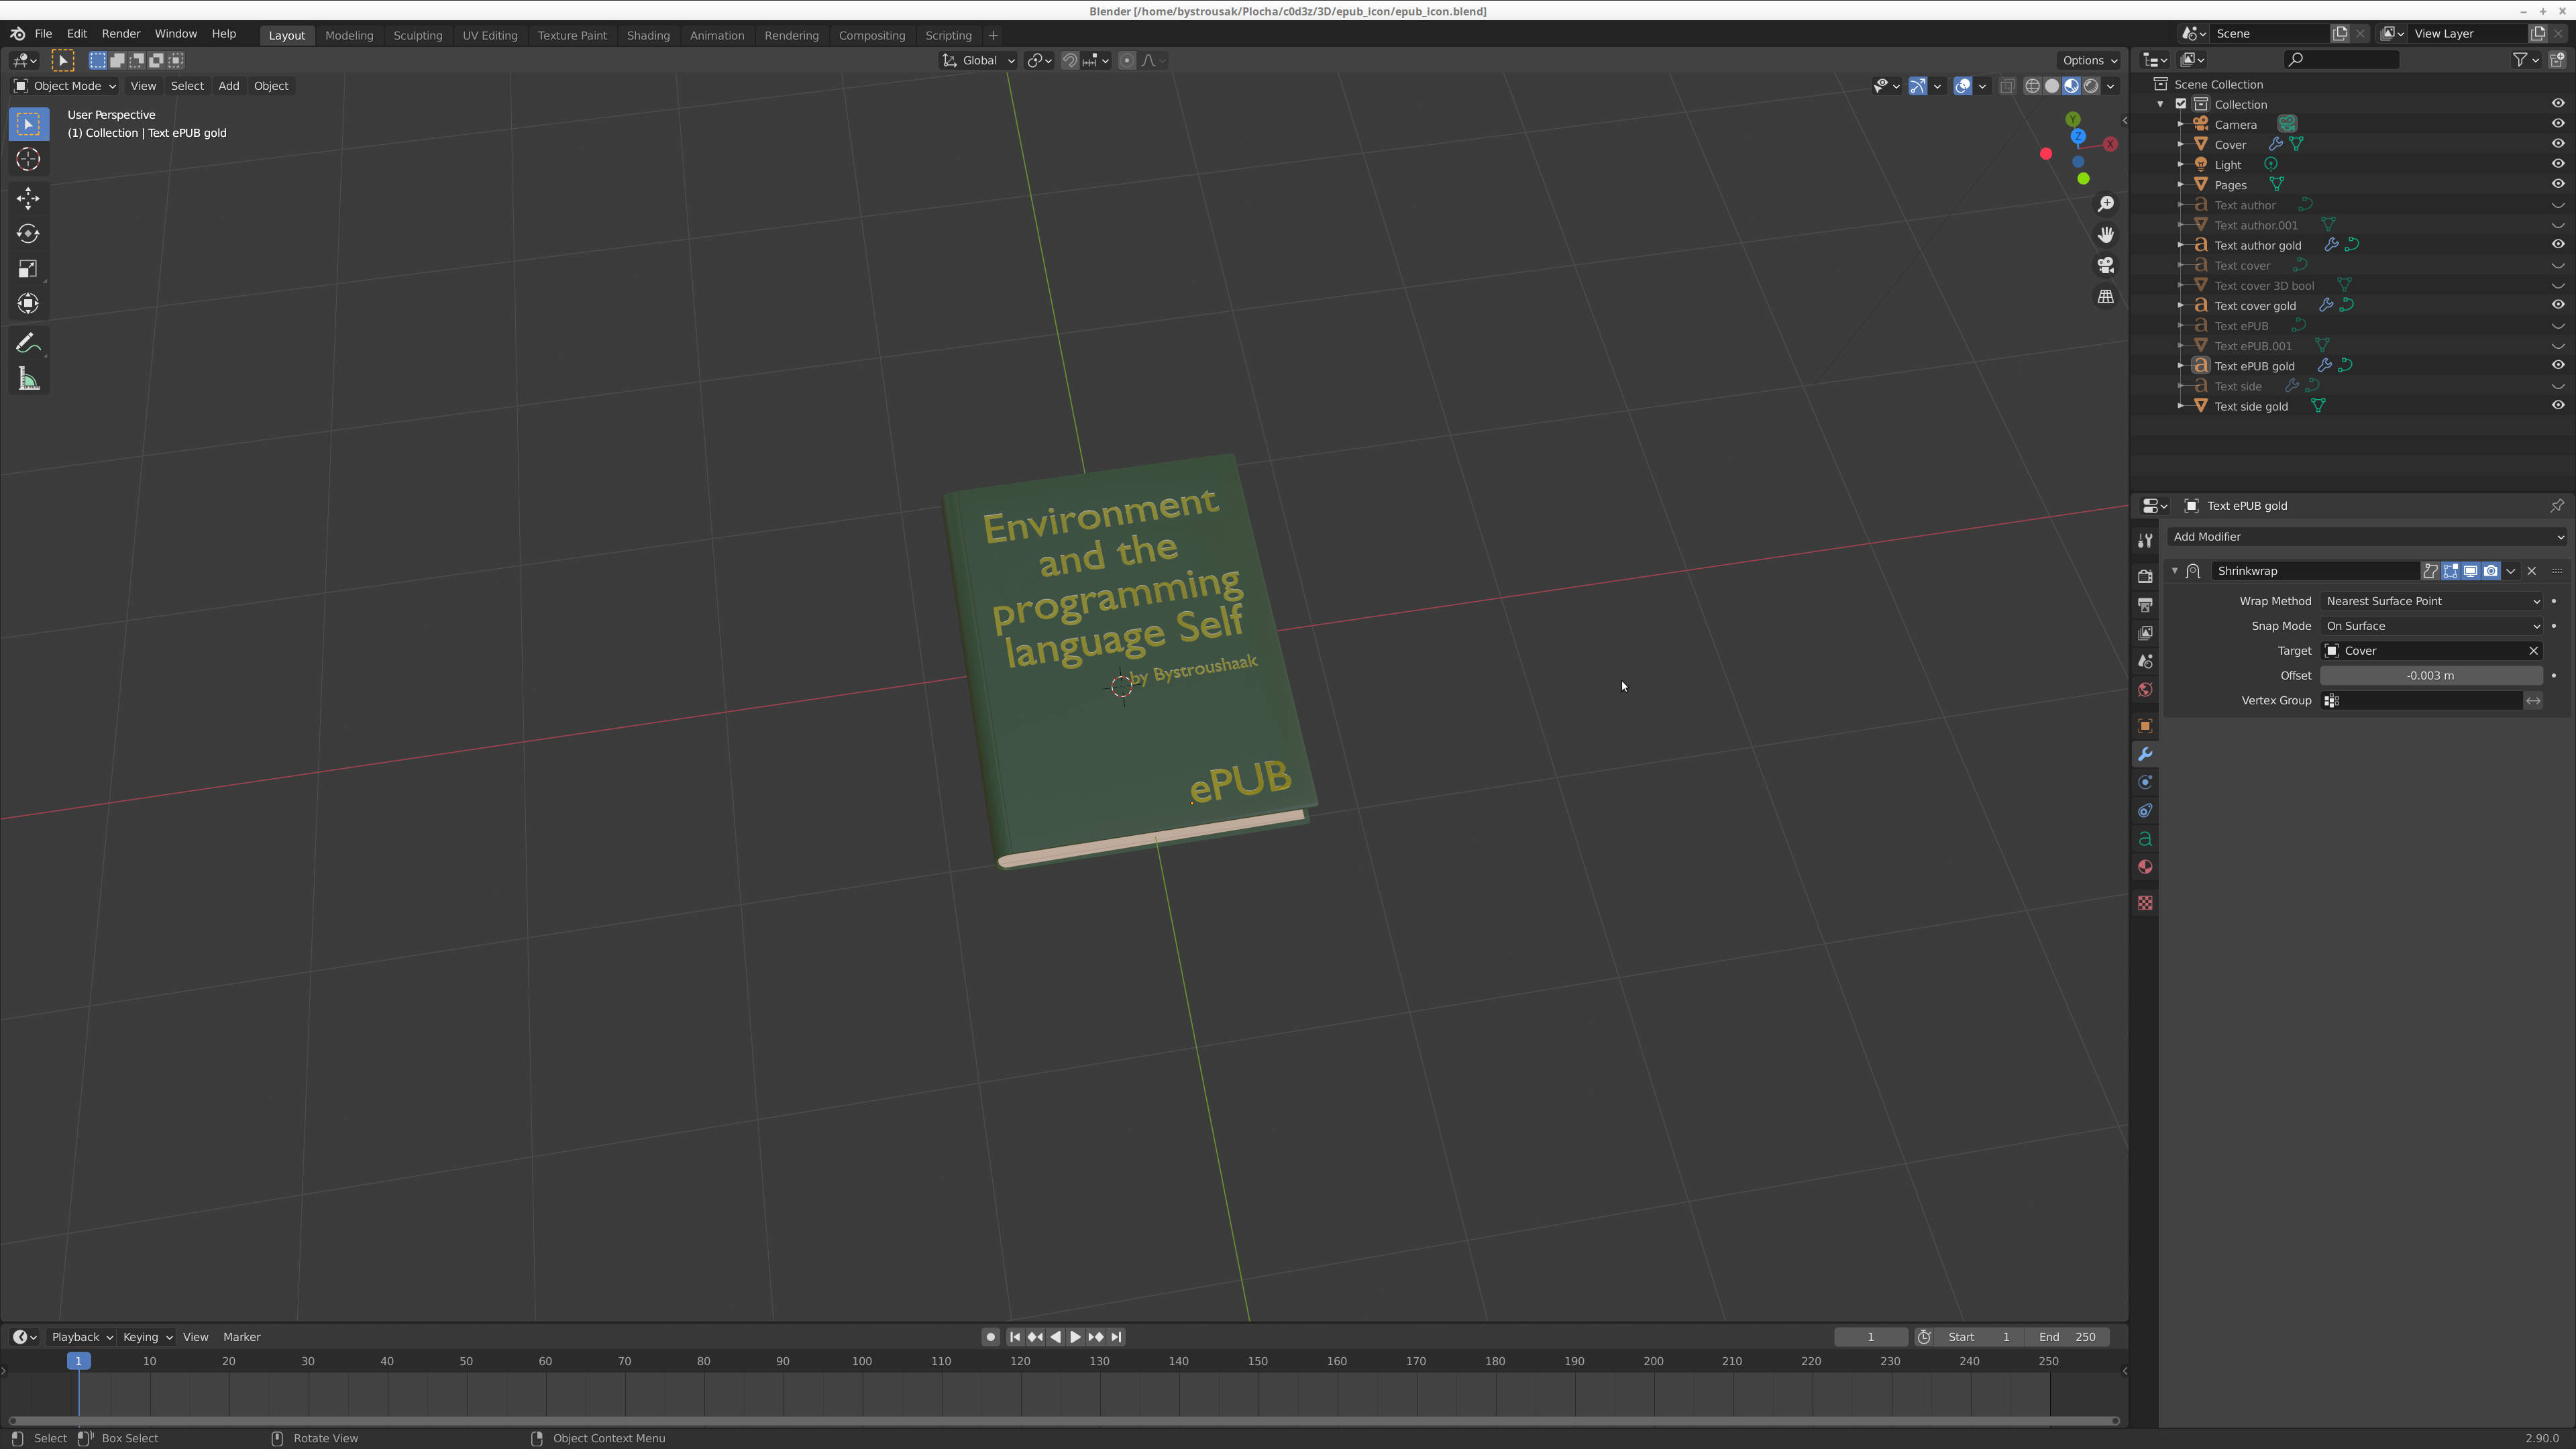 Blender [/home/bystrousak/Plocha/c0d3z/3D/epub_icon/epub_icon.blend]
File Edit Render Window Help Layout Modeling Sculpting UV Editing Texture Paint Shading Animation Rendering Compositing Scripting + Scene View Layer
Global Options
Object Mode View Select Add Object
User Perspective
(1) Collection | Text ePUB gold
Y
Z
X
Environment
and the
programming
language Self
by Bystroushaak
ePUB
Scene Collection
Collection
Camera
Cover
Light
Pages
Text author
Text author.001
Text author gold
Text cover
Text cover 3D bool
Text cover gold
Text ePUB
Text ePUB.001
Text ePUB gold
Text side
Text side gold
Text ePUB gold
Add Modifier
Shrinkwrap
Wrap Method Nearest Surface Point
Snap Mode On Surface
Target Cover
Offset -0.003 m
Vertex Group
Playback Keying View Marker 1 Start 1 End 250
1 10 20 30 40 50 60 70 80 90 100 110 120 130 140 150 160 170 180 190 200 210 220 230 240 250
Select Box Select Rotate View Object Context Menu 2.90.0